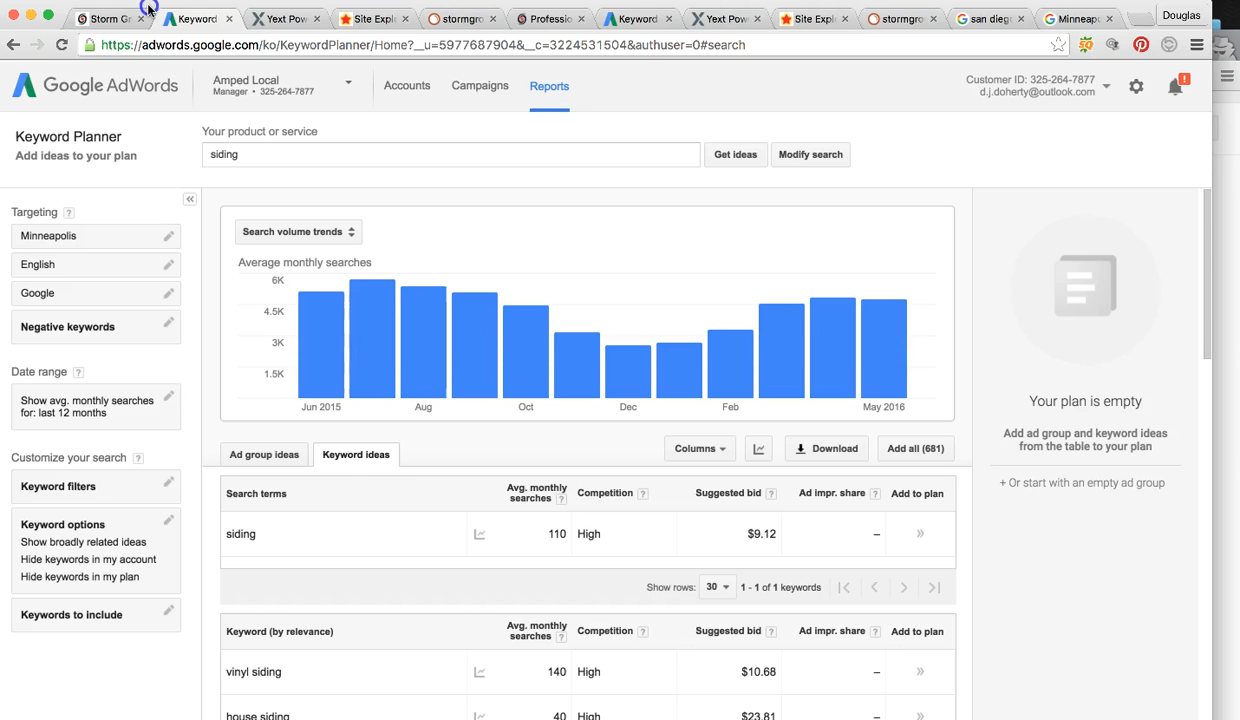 Storm Gr
Keyword
Yext Pow
Site Explo
stormgro
Professio
Keyword
Yext Pow
Site Explo
stormgro
san dieg
Minneap
Douglas
https://adwords.google.com/ko/KeywordPlanner/Home?__u=5977687904&__c=3224531504&authuser=0#search
Google AdWords
Amped Local
Manager • 325-264-7877
Accounts
Campaigns
Reports
Customer ID: 325-264-7877
d.j.doherty@outlook.com
Keyword Planner
Add ideas to your plan
Your product or service
siding
Get ideas
Modify search
Targeting ?
Minneapolis
English
Google
Negative keywords
Date range ?
Show avg. monthly searches
for: last 12 months
Customize your search ?
Keyword filters
Keyword options
Show broadly related ideas
Hide keywords in my account
Hide keywords in my plan
Keywords to include
Search volume trends
Average monthly searches
6K
4.5K
3K
1.5K
Jun 2015 Aug Oct Dec Feb May 2016
Ad group ideas
Keyword ideas
Columns
Download
Add all (681)
Search terms
Avg. monthly
searches ?
Competition ?
Suggested bid ?
Ad impr. share ?
Add to plan
siding 110 High $9.12 – »
Show rows: 30 1 - 1 of 1 keywords
Keyword (by relevance)
Avg. monthly
searches ?
Competition ?
Suggested bid ?
Ad impr. share ?
Add to plan
vinyl siding 140 High $10.68 – »
house siding 40 High $23.81 – »
Your plan is empty
Add ad group and keyword ideas
from the table to your plan
+ Or start with an empty ad group